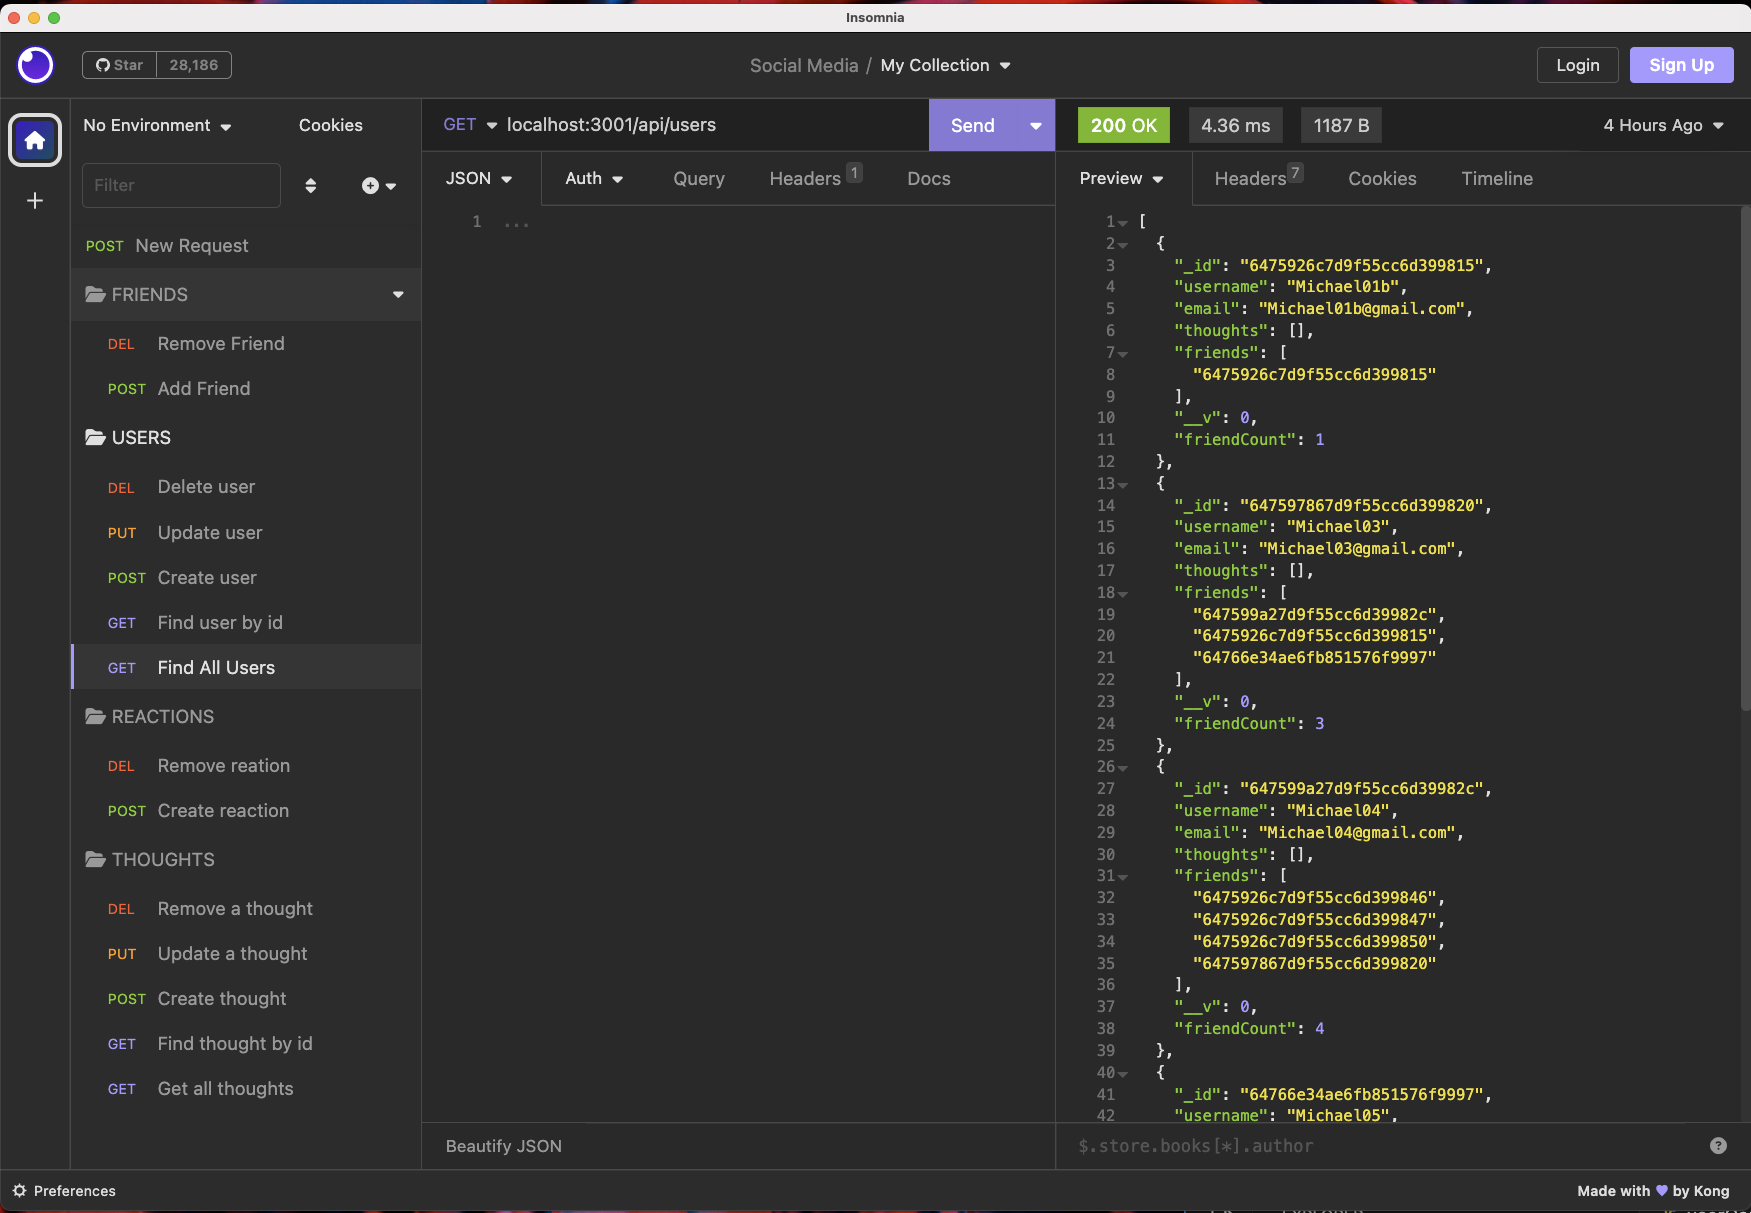 Insomnia
Star 28,186
Social Media / My Collection
Login
Sign Up
No Environment
Cookies
Filter
POST New Request
FRIENDS
DEL Remove Friend
POST Add Friend
USERS
DEL Delete user
PUT Update user
POST Create user
GET Find user by id
GET Find All Users
REACTIONS
DEL Remove reation
POST Create reaction
THOUGHTS
DEL Remove a thought
PUT Update a thought
POST Create thought
GET Find thought by id
GET Get all thoughts
GET localhost:3001/api/users
Send
JSON Auth Query Headers 1 Docs
1 ...
Beautify JSON
200 OK 4.36 ms 1187 B 4 Hours Ago
Preview Headers 7 Cookies Timeline
1 [
2 {
3 "_id": "6475926c7d9f55cc6d399815",
4 "username": "Michael01b",
5 "email": "Michael01b@gmail.com",
6 "thoughts": [],
7 "friends": [
8 "6475926c7d9f55cc6d399815"
9 ],
10 "__v": 0,
11 "friendCount": 1
12 },
13 {
14 "_id": "647597867d9f55cc6d399820",
15 "username": "Michael03",
16 "email": "Michael03@gmail.com",
17 "thoughts": [],
18 "friends": [
19 "647599a27d9f55cc6d39982c",
20 "6475926c7d9f55cc6d399815",
21 "64766e34ae6fb851576f9997"
22 ],
23 "__v": 0,
24 "friendCount": 3
25 },
26 {
27 "_id": "647599a27d9f55cc6d39982c",
28 "username": "Michael04",
29 "email": "Michael04@gmail.com",
30 "thoughts": [],
31 "friends": [
32 "6475926c7d9f55cc6d399846",
33 "6475926c7d9f55cc6d399847",
34 "6475926c7d9f55cc6d399850",
35 "647597867d9f55cc6d399820"
36 ],
37 "__v": 0,
38 "friendCount": 4
39 },
40 {
41 "_id": "64766e34ae6fb851576f9997",
42 "username": "Michael05",
$.store.books[*].author
Preferences
Made with 💜 by Kong